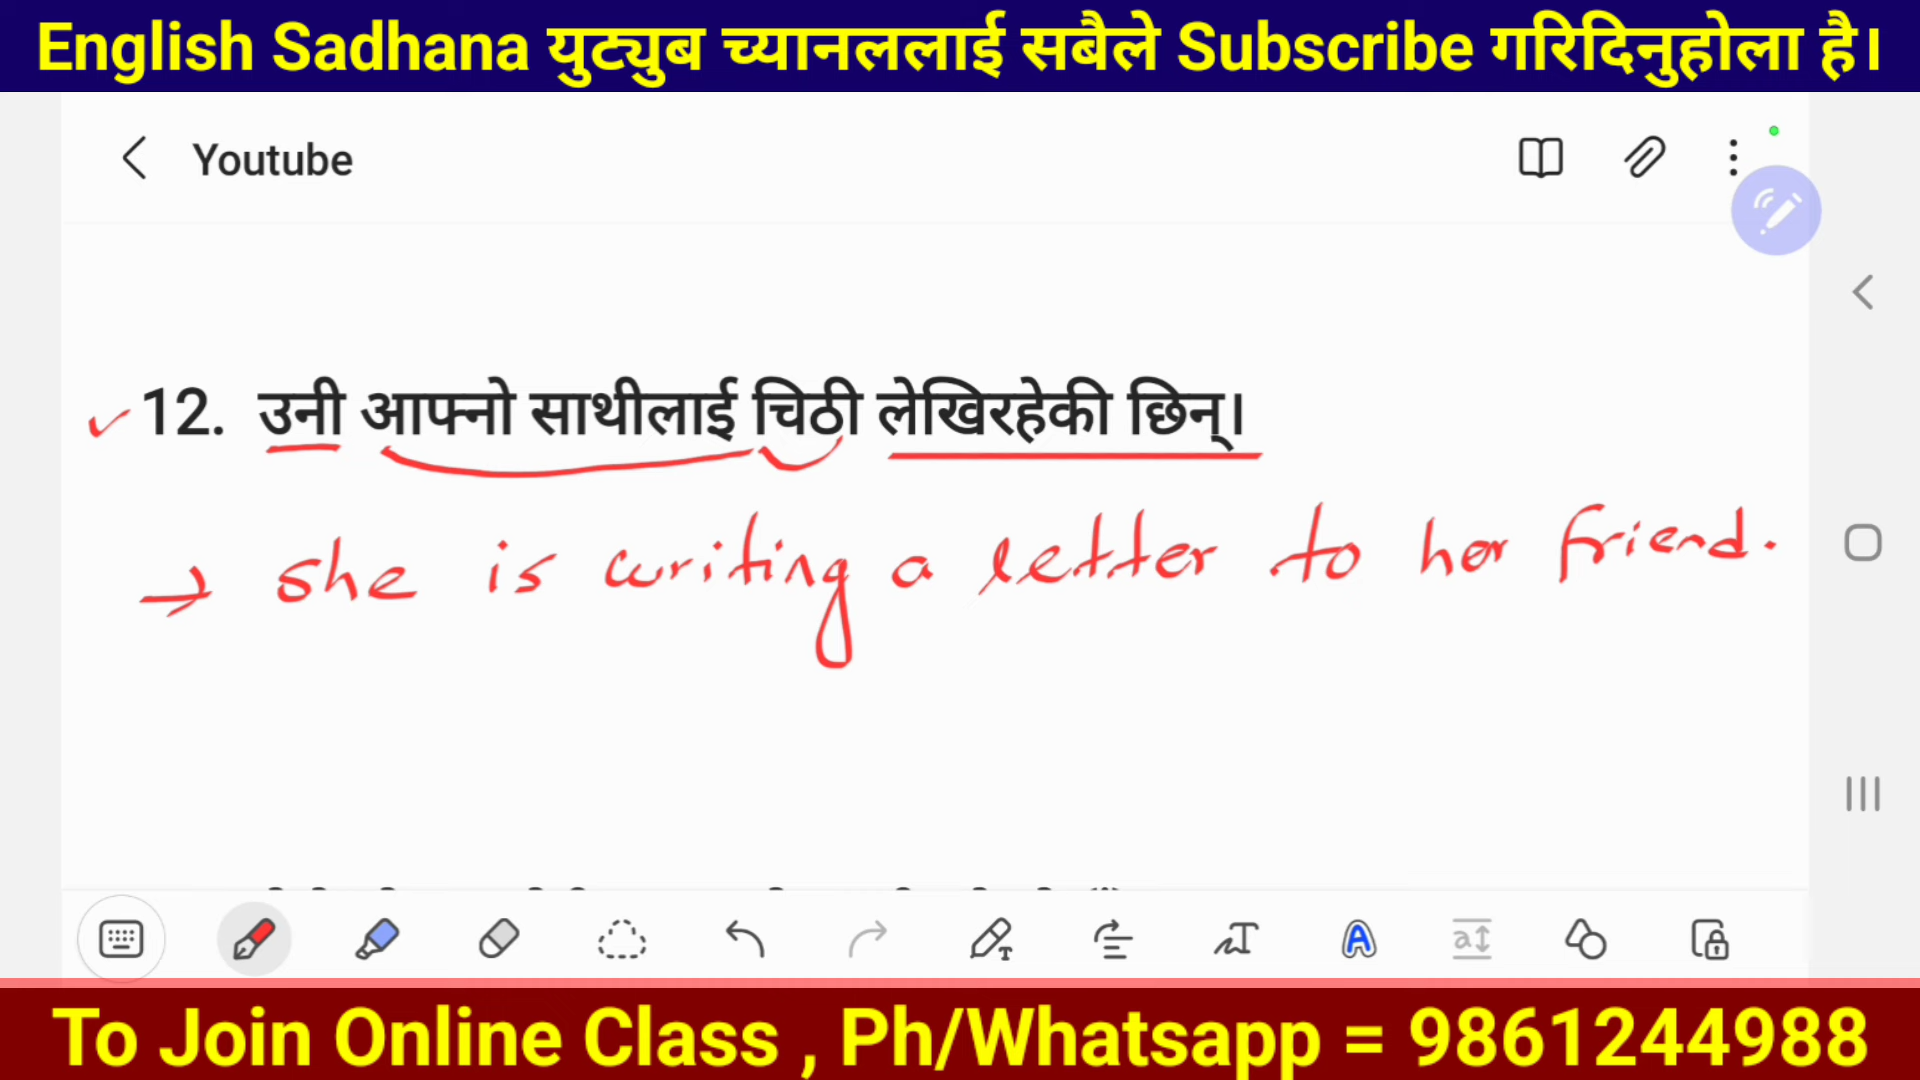 English Sadhana युट्युब च्यानललाई सबैले Subscribe गरिदिनुहोला है।
Youtube
12. उनी आफ्नो साथीलाई चिठी लेखिरहेकी छिन्।
→ she is writing a letter to her friend.
To Join Online Class , Ph/Whatsapp = 9861244988